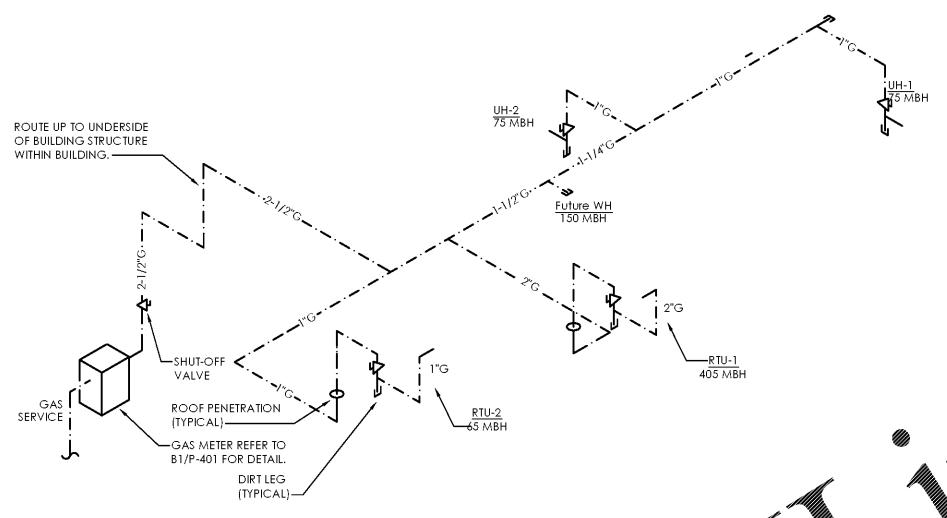 1"G
UH-1
75 MBH
1"G
UH-2
75 MBH
1"G
1-1/4"G
ROUTE UP TO UNDERSIDE
OF BUILDING STRUCTURE
WITHIN BUILDING.
2-1/2"G
1-1/2"G
Future WH
150 MBH
2-1/2"G
2"G
2"G
1"G
RTU-1
405 MBH
SHUT-OFF
VALVE
1"G
1"G
GAS
SERVICE
ROOF PENETRATION
(TYPICAL)
RTU-2
65 MBH
GAS METER REFER TO
B1/P-401 FOR DETAIL.
DIRT LEG
(TYPICAL)